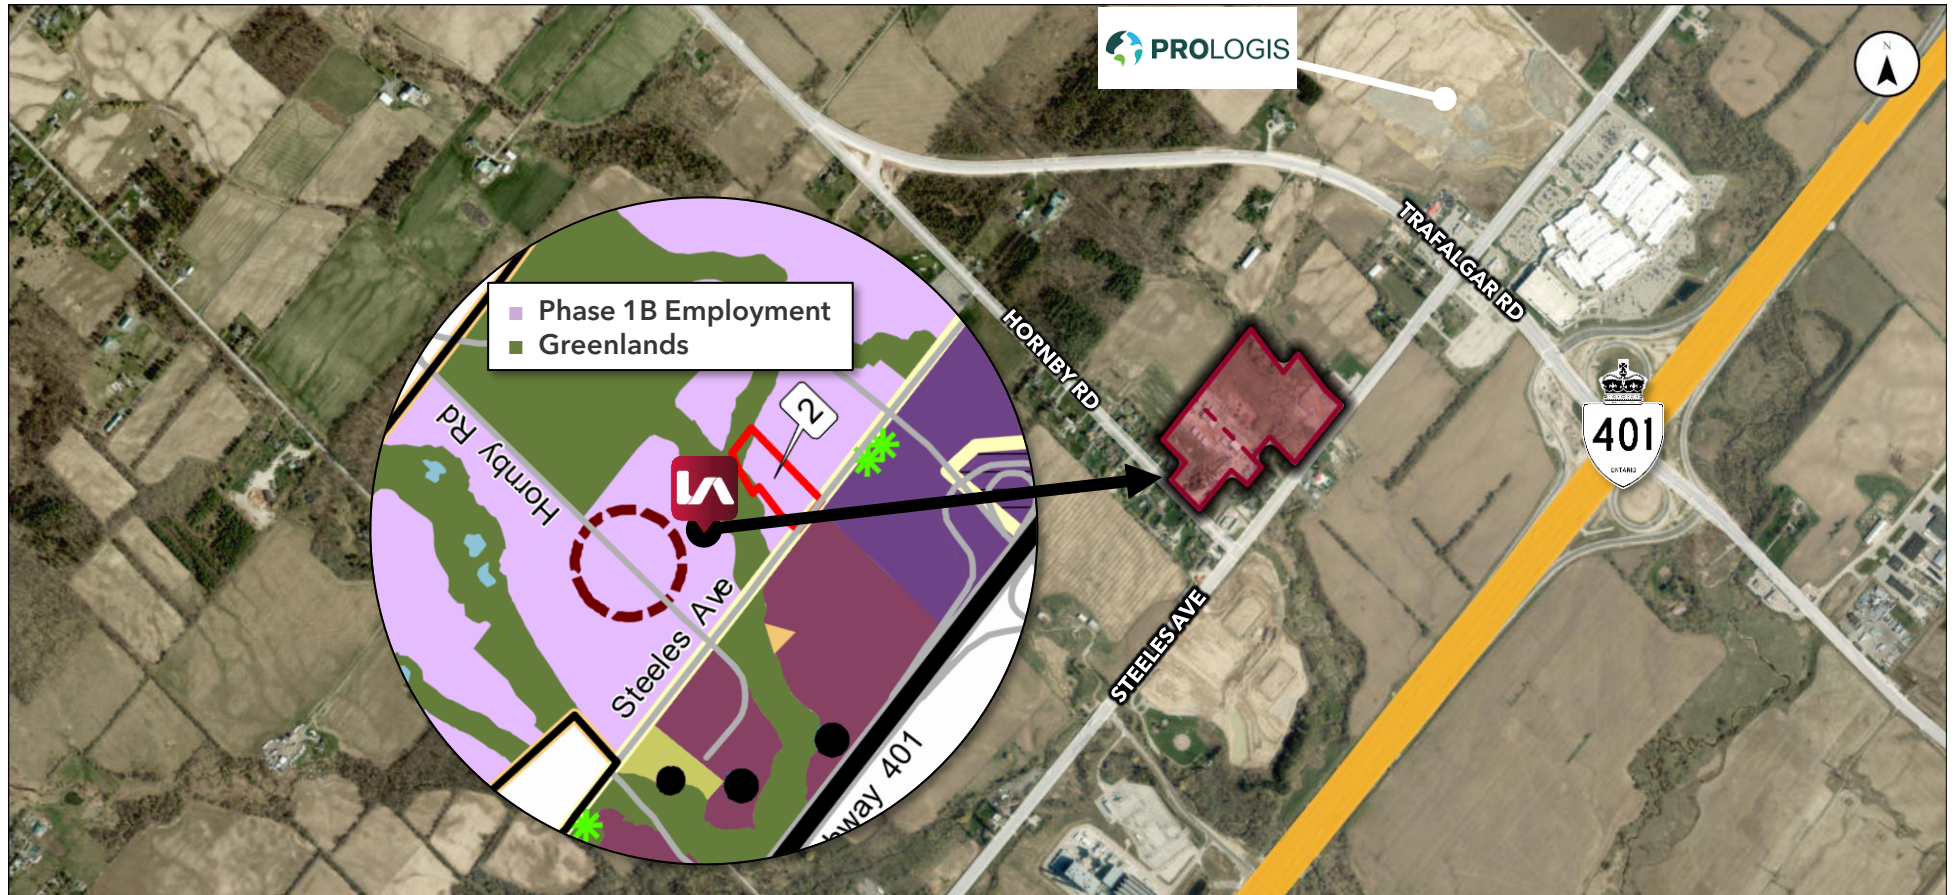 PROLOGIS
N
TRAFALGAR RD
Phase 1B Employment
Greenlands
HORNBY RD
2
Hornby Rd
401
ONTARIO
Steeles Ave
STEELES AVE
hway 401